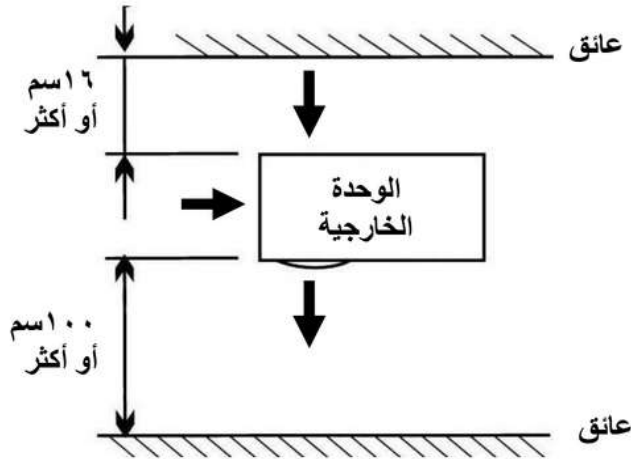 عائق
١٦سم
أو أكثر
الوحدة
الخارجية
١٠٠سم
أو أكثر
عائق